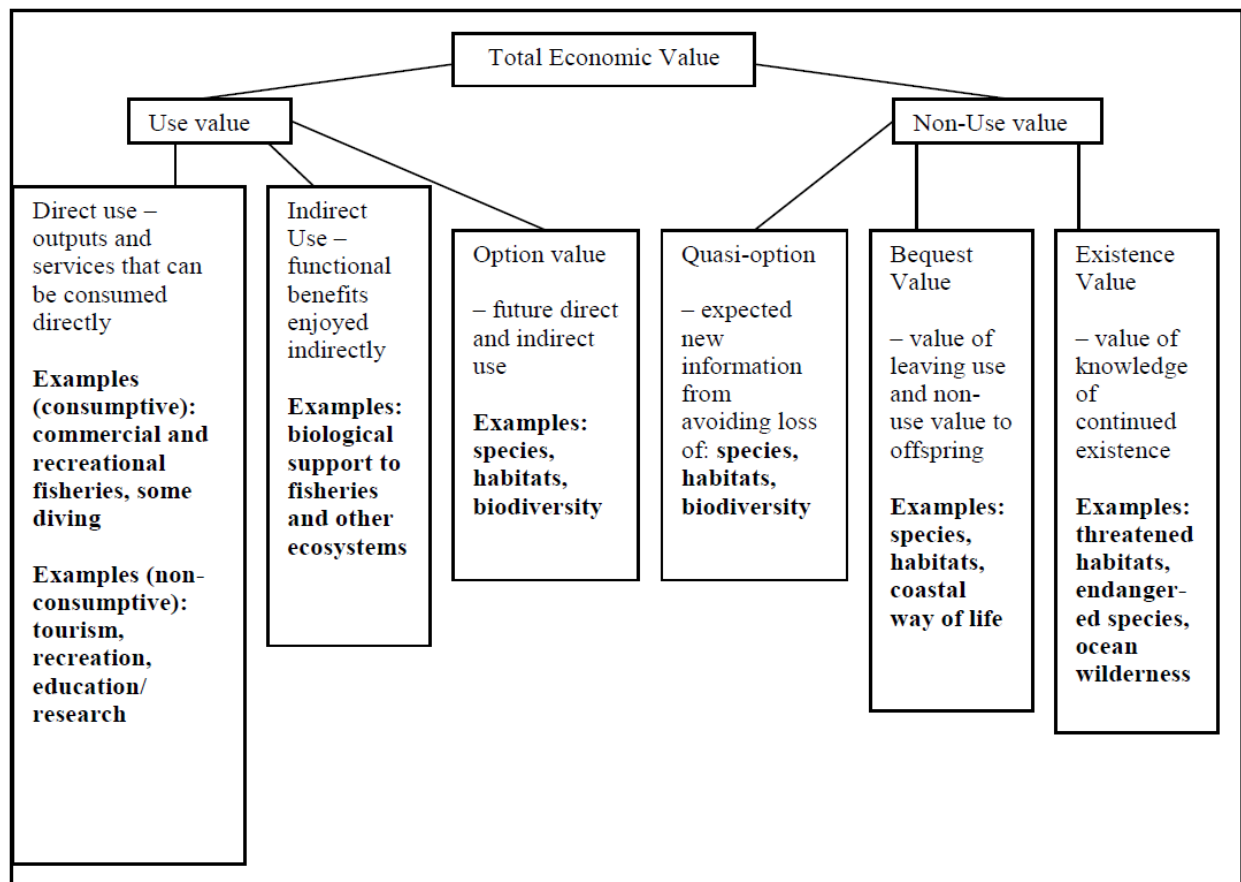 Total Economic Value
Use value
Non-Use value
Direct use –
outputs and
services that can
be consumed
directly
Examples
(consumptive):
commercial and
recreational
fisheries, some
diving
Examples (non-
consumptive):
tourism,
recreation,
education/
research
Indirect
Use –
functional
benefits
enjoyed
indirectly
Examples:
biological
support to
fisheries
and other
ecosystems
Option value
– future direct
and indirect
use
Examples:
species,
habitats,
biodiversity
Quasi-option
– expected
new
information
from
avoiding loss
of: species,
habitats,
biodiversity
Bequest
Value
– value of
leaving use
and non-
use value to
offspring
Examples:
species,
habitats,
coastal
way of life
Existence
Value
– value of
knowledge
of
continued
existence
Examples:
threatened
habitats,
endanger-
ed species,
ocean
wilderness